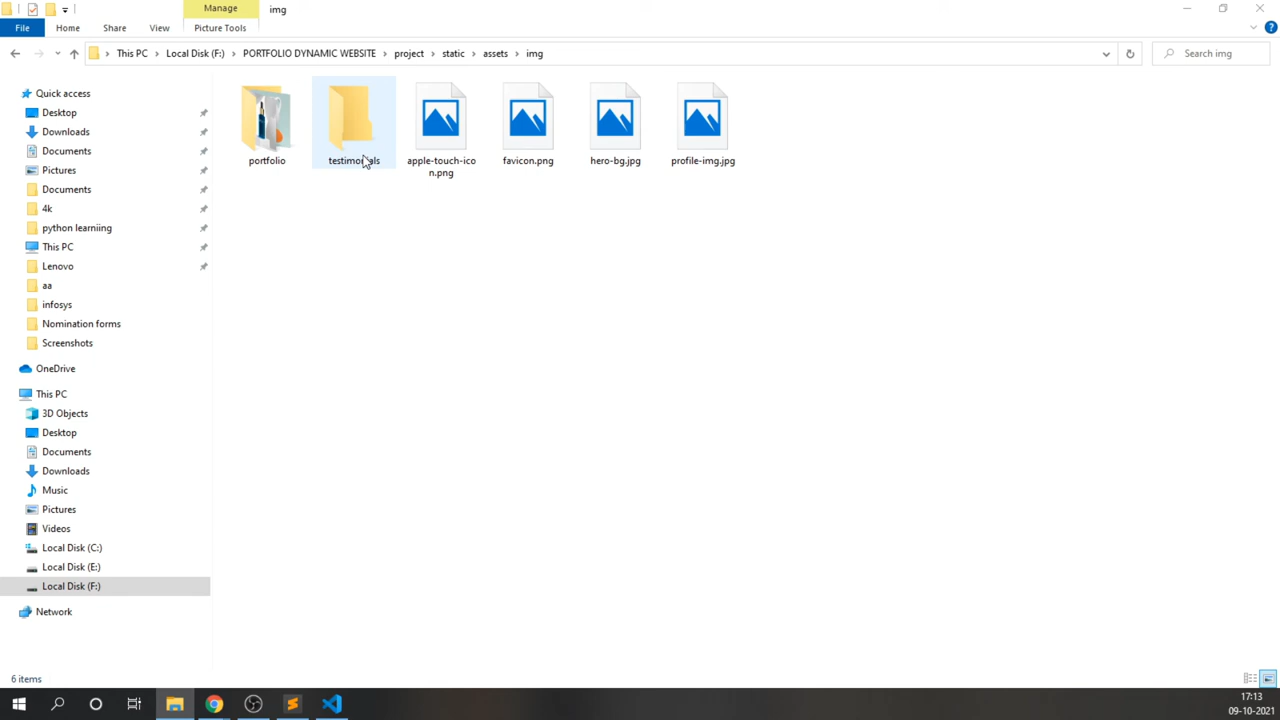 Manage
img
File
Home
Share
View
Picture Tools
This PC
Local Disk (F:)
PORTFOLIO DYNAMIC WEBSITE
project
static
assets
img
Search img
Quick access
Desktop
Downloads
Documents
Pictures
Documents
4k
python learniing
This PC
Lenovo
aa
infosys
Nomination forms
Screenshots
OneDrive
This PC
3D Objects
Desktop
Documents
Downloads
Music
Pictures
Videos
Local Disk (C:)
Local Disk (E:)
Local Disk (F:)
Network
portfolio
testimonials
apple-touch-ico
n.png
favicon.png
hero-bg.jpg
profile-img.jpg
6 items
17:13
09-10-2021